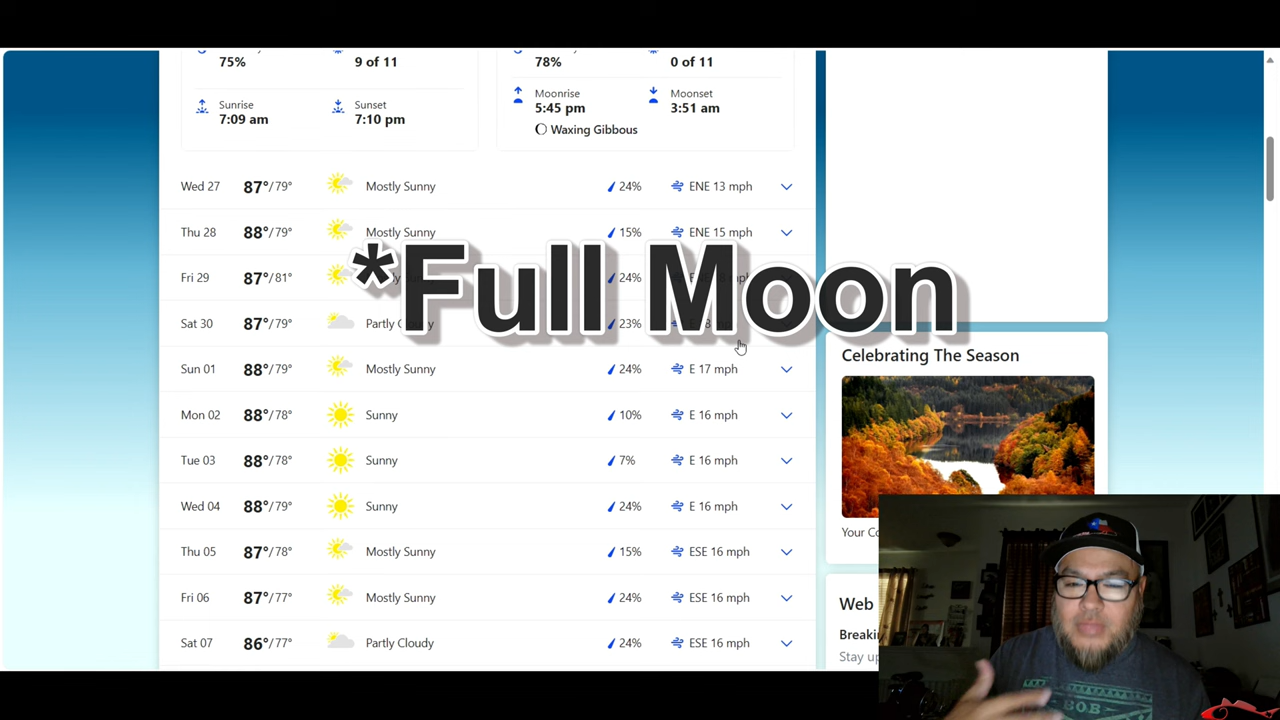 75% 9 of 11 78% 0 of 11
Sunrise Sunset Moonrise Moonset
7:09 am 7:10 pm 5:45 pm 3:51 am
Waxing Gibbous
Wed 27 87°/79° Mostly Sunny 24% ENE 13 mph
Thu 28 88°/79° Mostly Sunny 15% ENE 15 mph
*Full Moon
Fri 29 87°/81° 24%
Sat 30 87°/79° Partly 23%
Sun 01 88°/79° Mostly Sunny 24% E 17 mph
Mon 02 88°/78° Sunny 10% E 16 mph
Tue 03 88°/78° Sunny 7% E 16 mph
Wed 04 88°/79° Sunny 24% E 16 mph
Thu 05 87°/78° Mostly Sunny 15% ESE 16 mph
Fri 06 87°/77° Mostly Sunny 24% ESE 16 mph
Sat 07 86°/77° Partly Cloudy 24% ESE 16 mph
Celebrating The Season
Your
Web
Stay
BOB